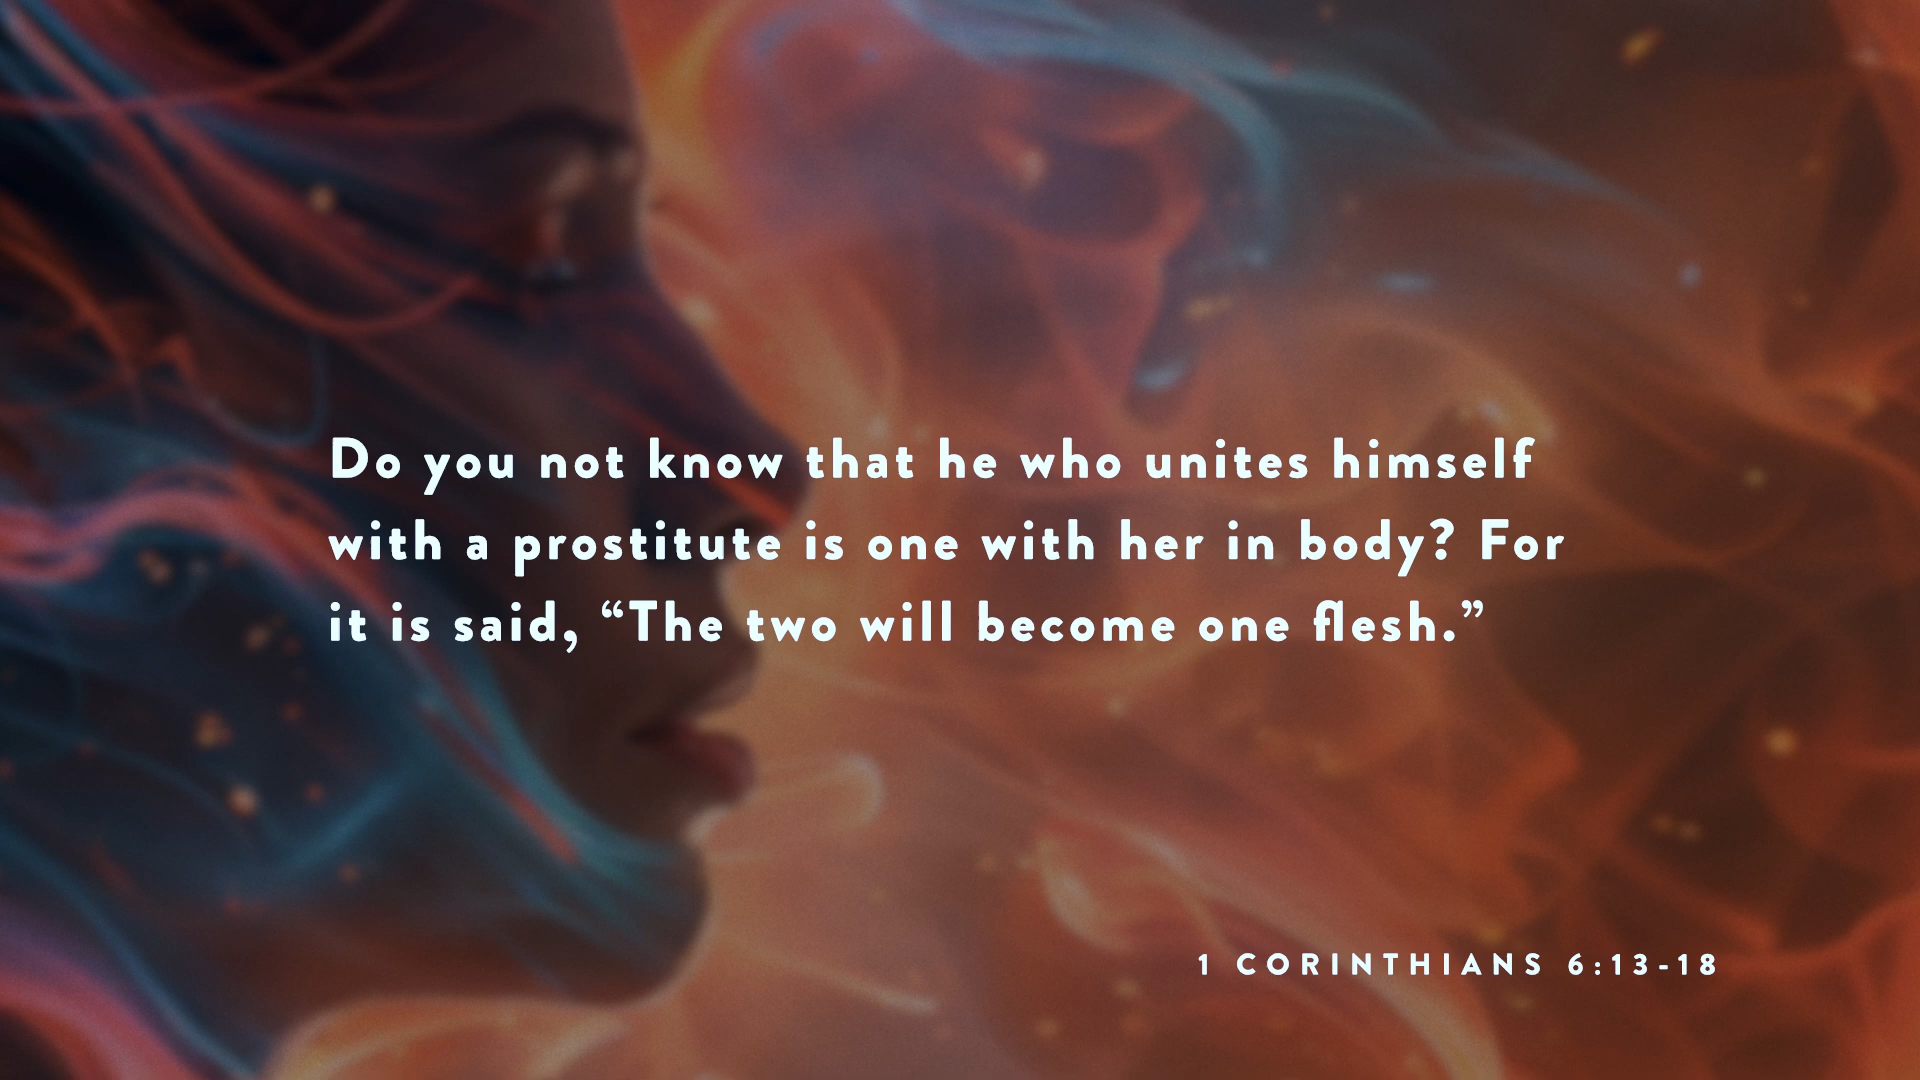 Do you not know that he who unites himself
with a prostitute is one with her in body? For
it is said, “The two will become one flesh.”
1 CORINTHIANS 6:13-18